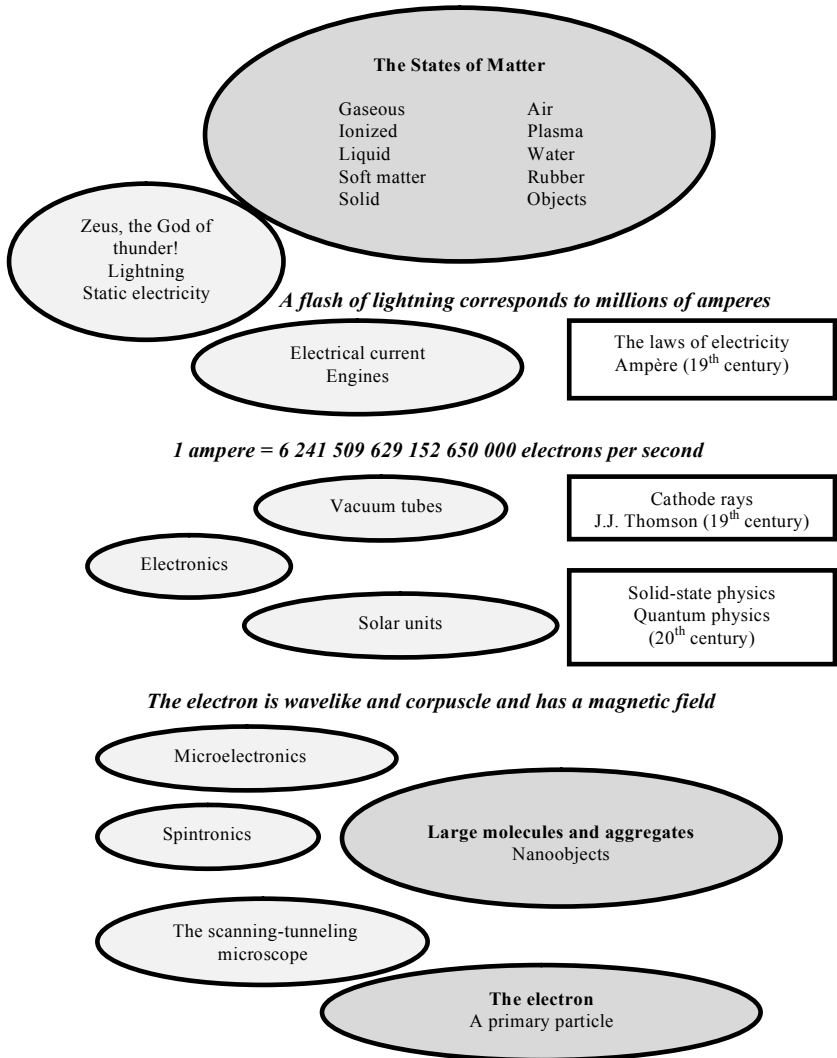 The States of Matter
Gaseous Air
Ionized Plasma
Liquid Water
Soft matter Rubber
Solid Objects
Zeus, the God of
thunder!
Lightning
Static electricity
A flash of lightning corresponds to millions of amperes
Electrical current
Engines
The laws of electricity
Ampère (19th century)
1 ampere = 6 241 509 629 152 650 000 electrons per second
Vacuum tubes
Cathode rays
J.J. Thomson (19th century)
Electronics
Solar units
Solid-state physics
Quantum physics
(20th century)
The electron is wavelike and corpuscle and has a magnetic field
Microelectronics
Spintronics
Large molecules and aggregates
Nanoobjects
The scanning-tunneling
microscope
The electron
A primary particle